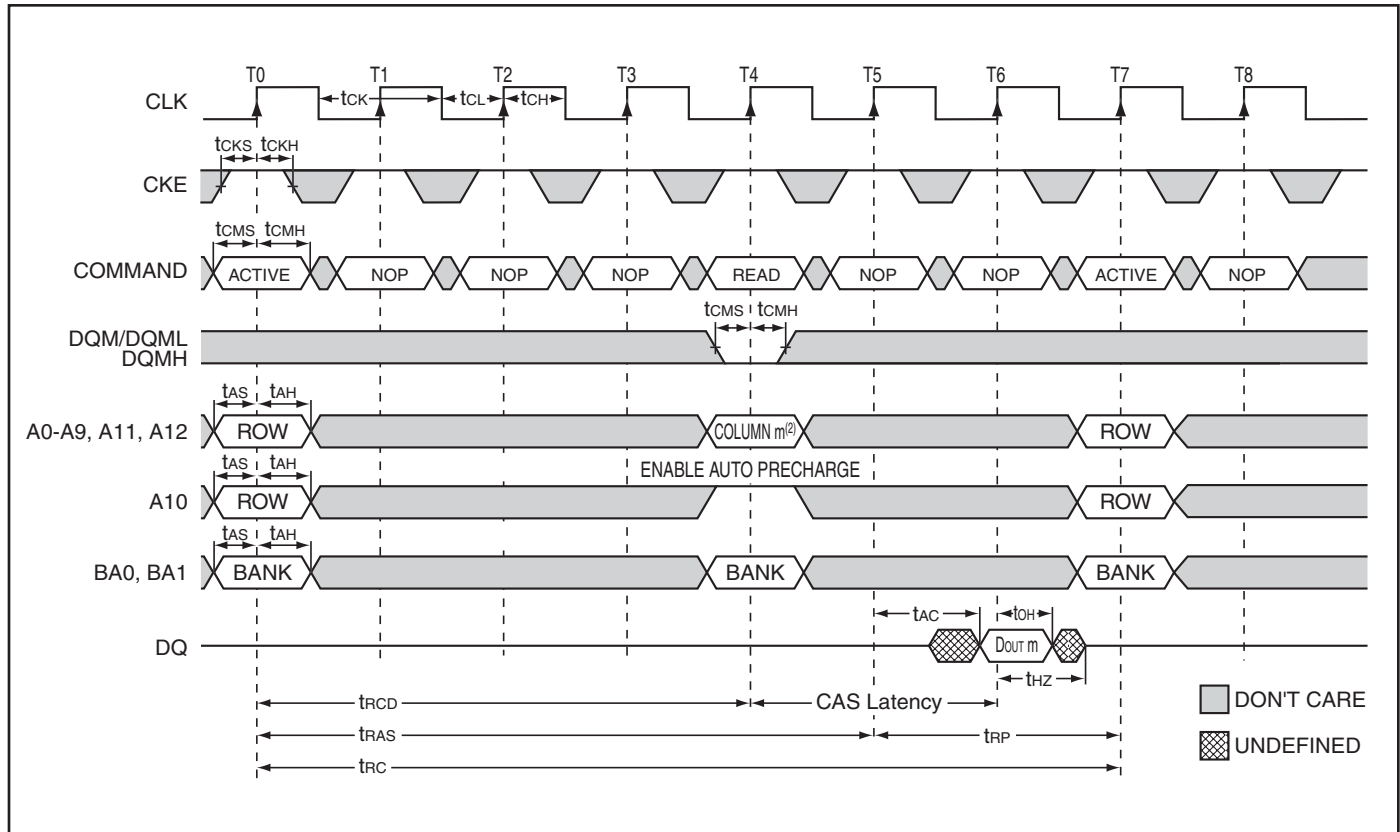 T0 T1 T2 T3 T4 T5 T6 T7 T8
CLK
tCK tCL tCH
tCKS tCKH
CKE
tCMS tCMH
COMMAND ACTIVE NOP NOP NOP READ NOP NOP ACTIVE NOP
tCMS tCMH
DQM/DQML
DQMH
tAS tAH
A0-A9, A11, A12 ROW COLUMN m(2) ROW
tAS tAH ENABLE AUTO PRECHARGE
A10 ROW ROW
tAS tAH
BA0, BA1 BANK BANK BANK
tAC tOH
DQ DOUT m
tHZ
tRCD CAS Latency
DON'T CARE
tRAS tRP
UNDEFINED
tRC